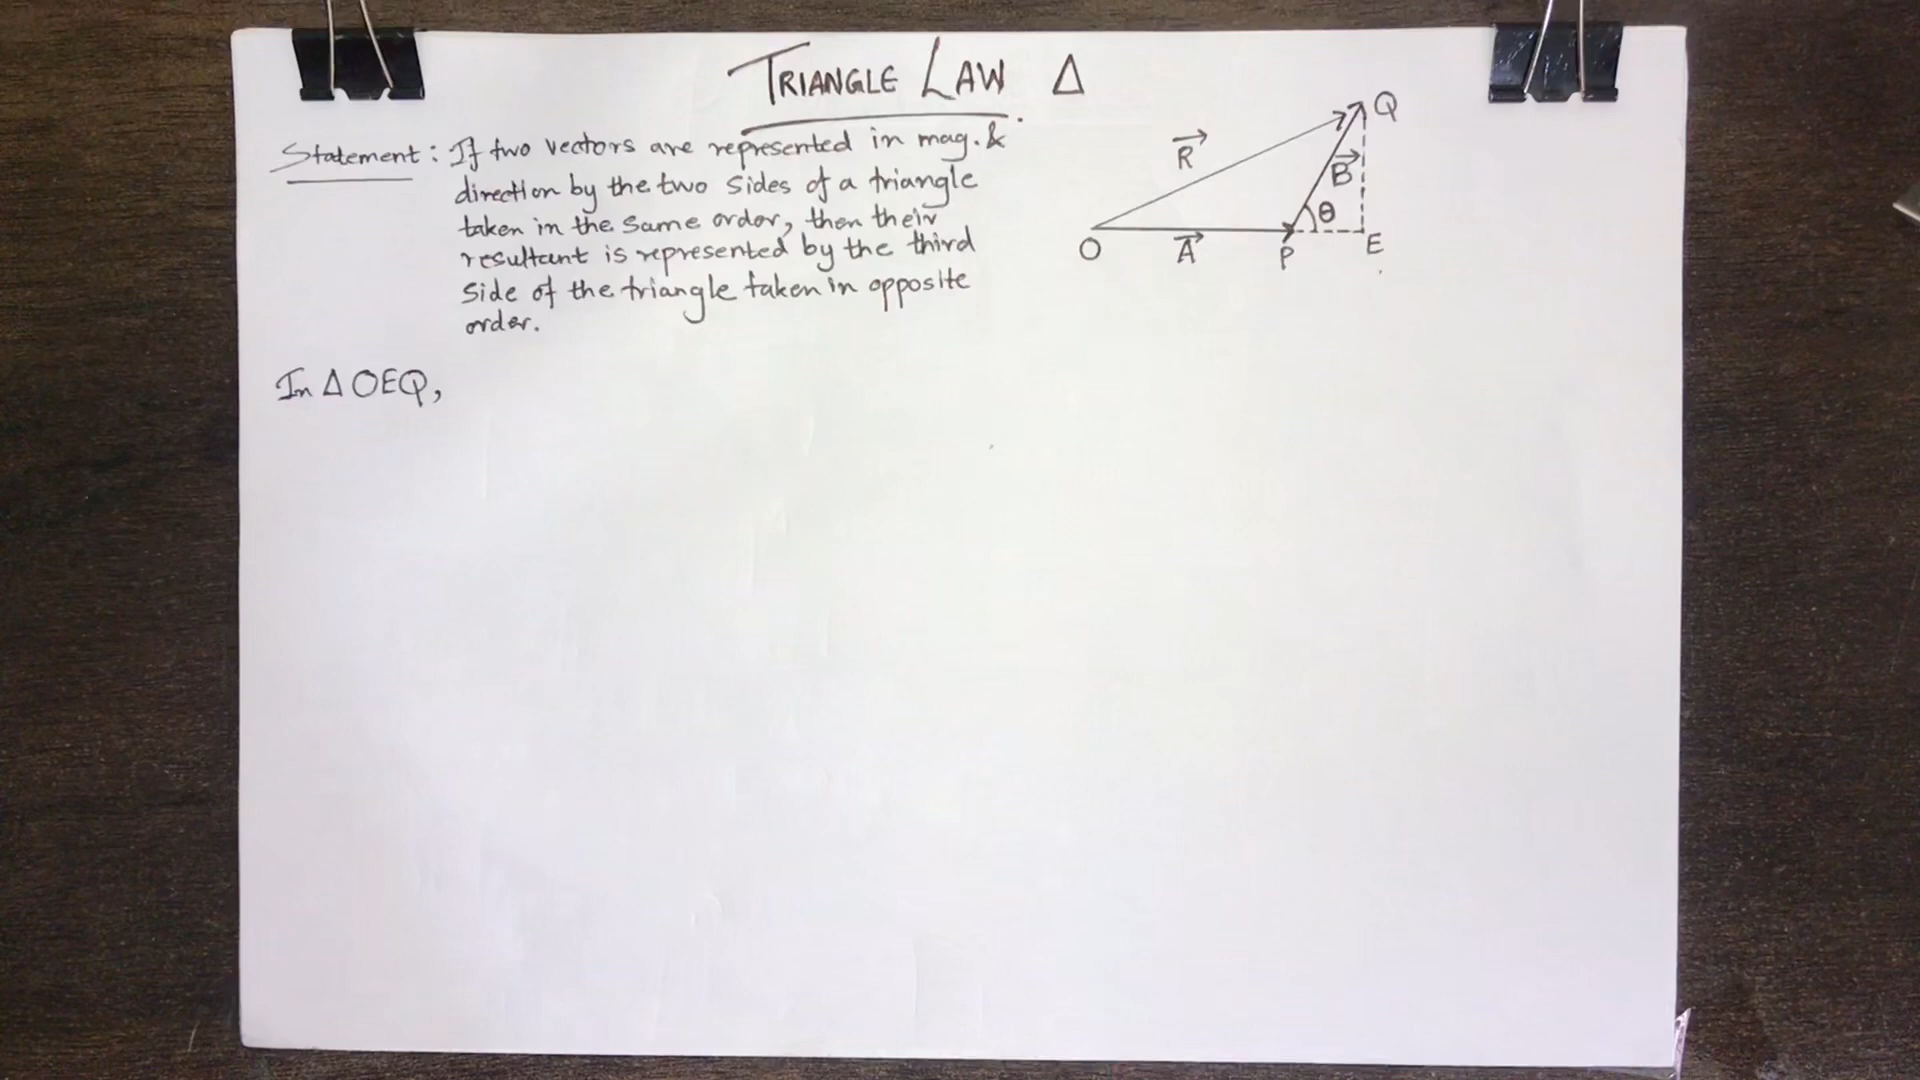 TRIANGLE LAW Δ
Statement: If two vectors are represented in mag. &
direction by the two sides of a triangle
taken in the same order, then their
resultant is represented by the third
side of the triangle taken in opposite
order.
Q
R
B
θ
O
A
P
E
In Δ OEQ,